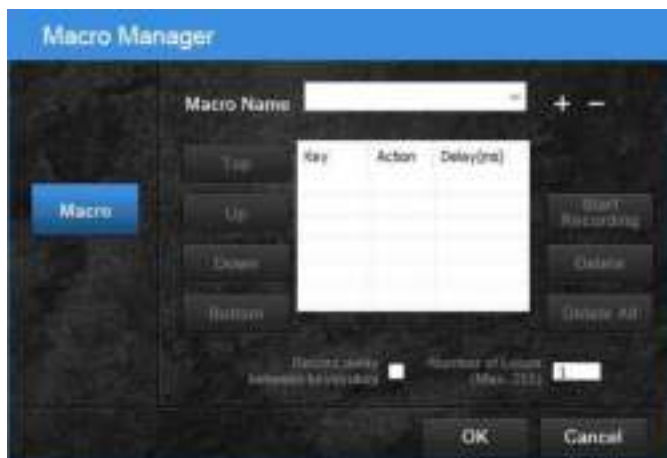 Macro Manager
Macro Name
+ −
Top
Key Action Delay(ms)
Macro
Up
Start
Recording
Down
Delete
Bottom
Delete All
Record delay
between keystrokes
Number of Loops
(Max. 255)
1
OK
Cancel